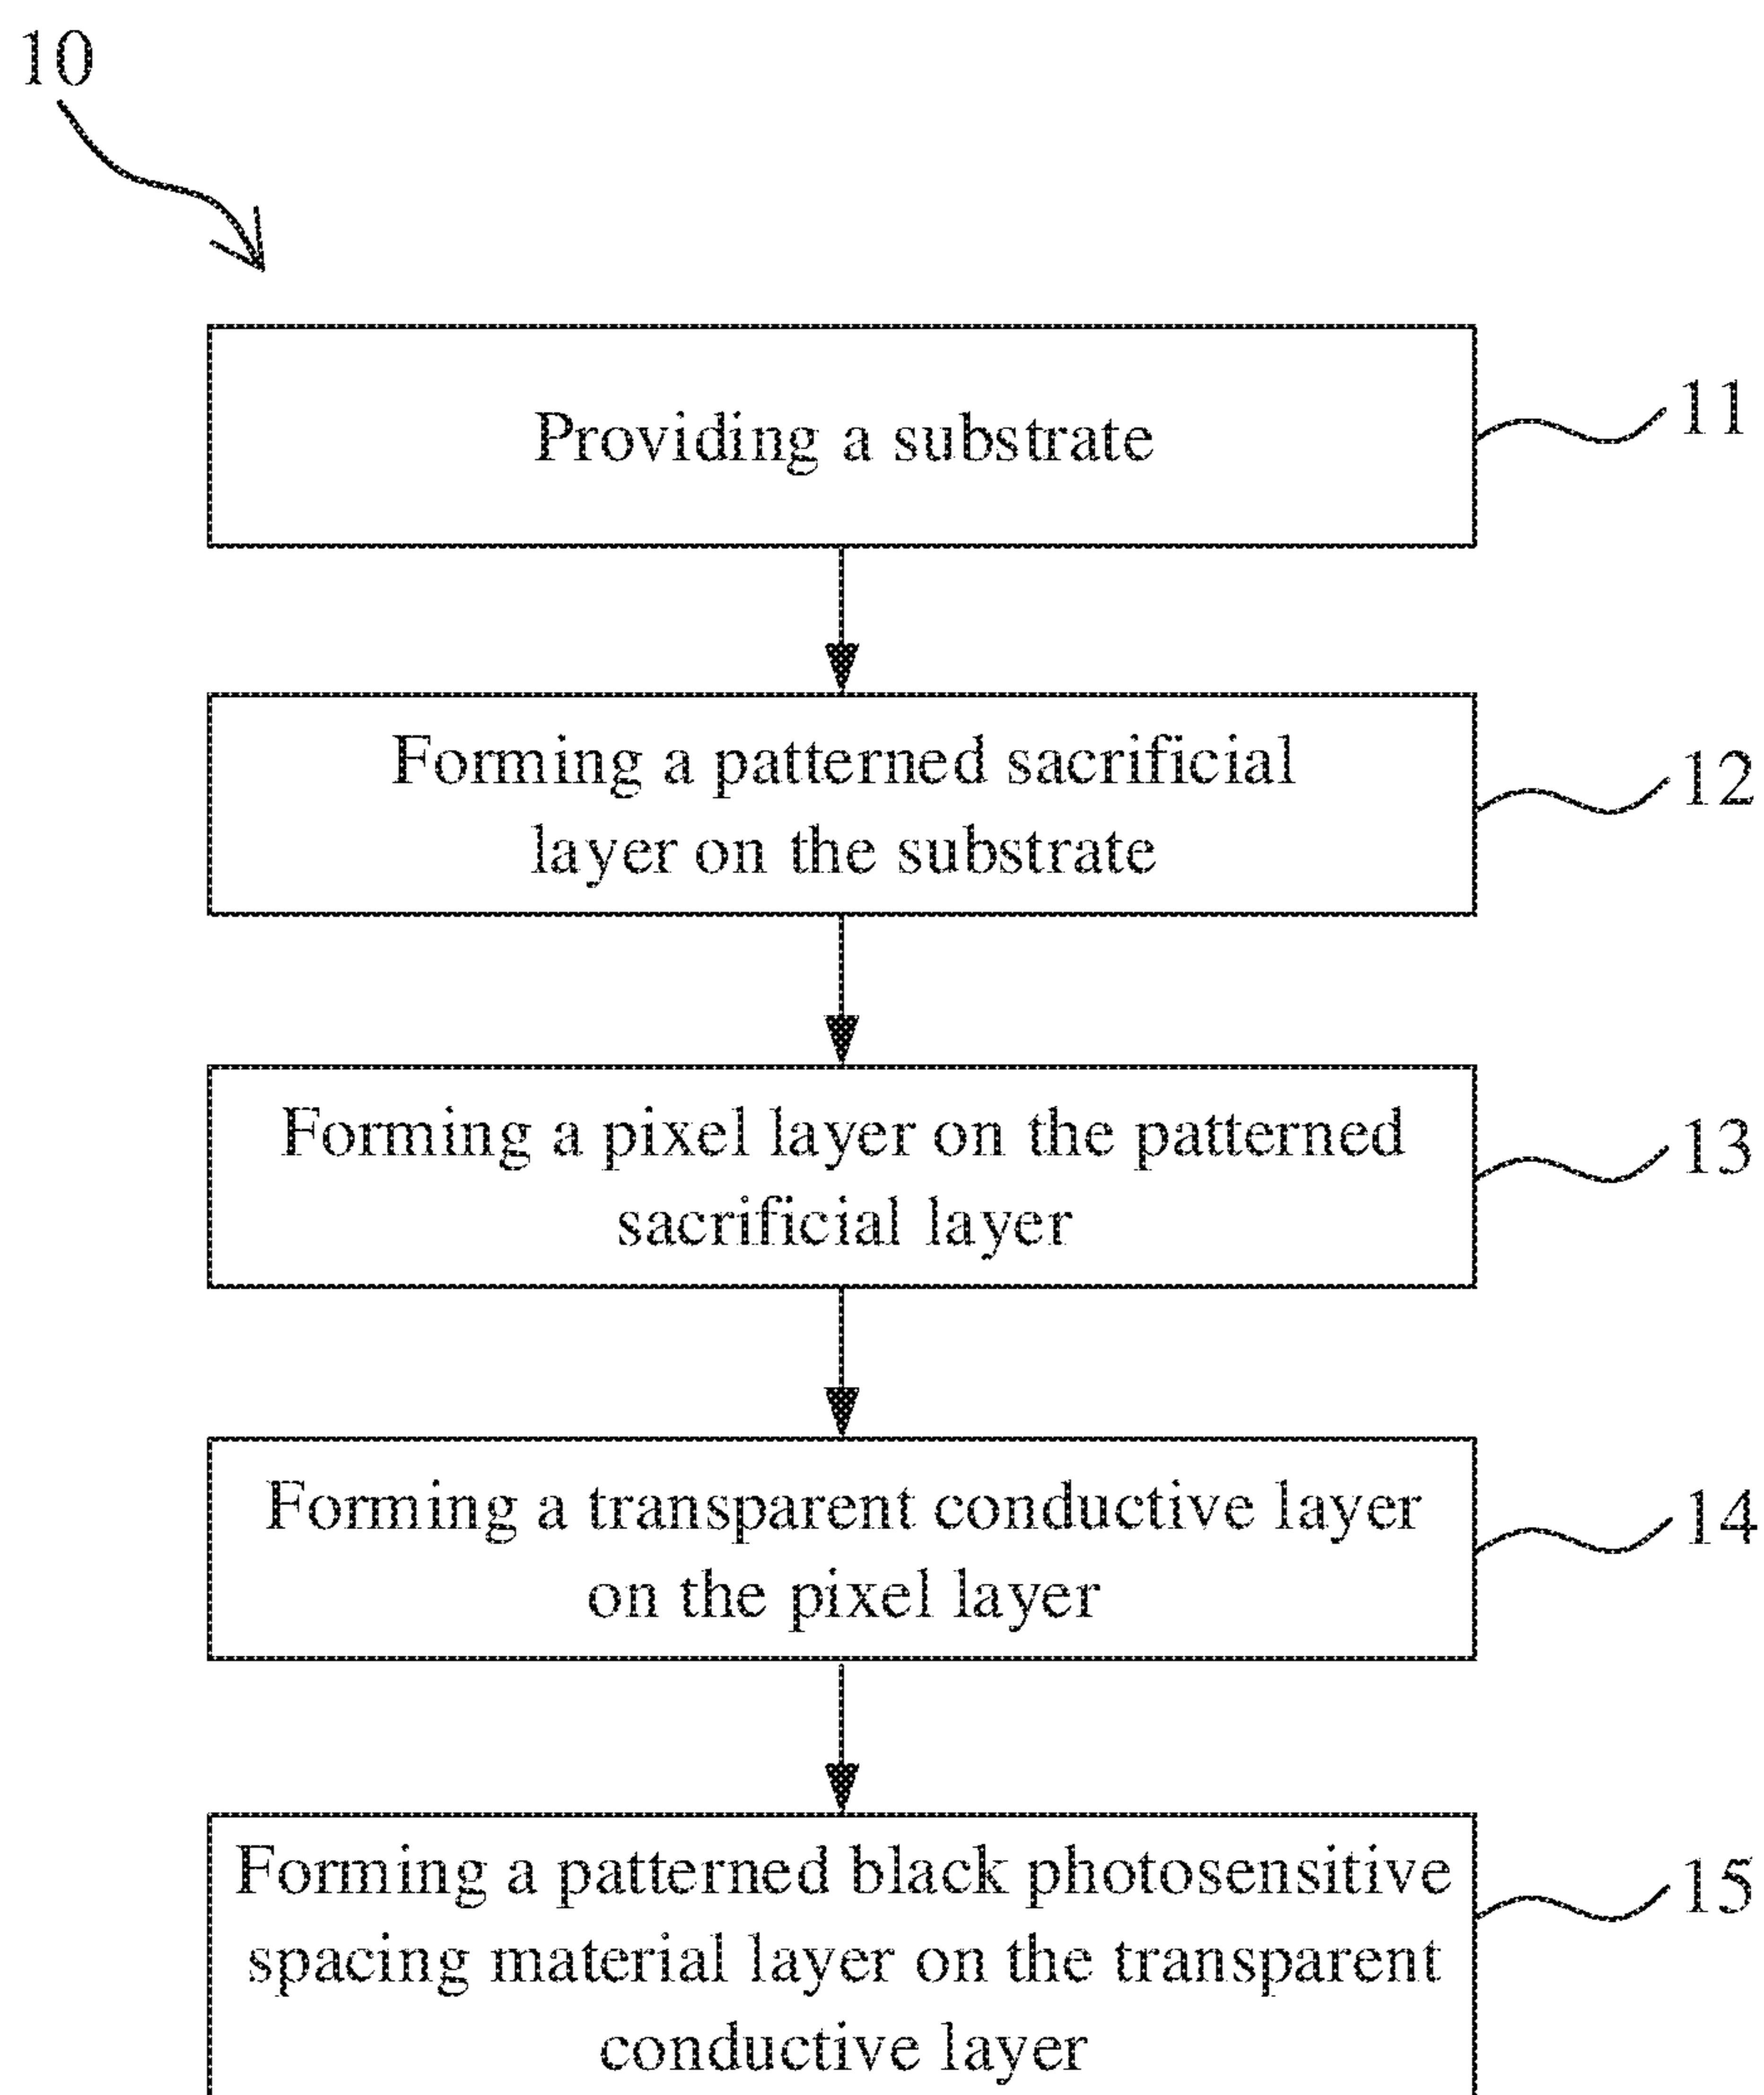 10
Providing a substrate
11
Forming a patterned sacrificial
layer on the substrate
12
Forming a pixel layer on the patterned
sacrificial layer
13
Forming a transparent conductive layer
on the pixel layer
14
Forming a patterned black photosensitive
spacing material layer on the transparent
conductive layer
15